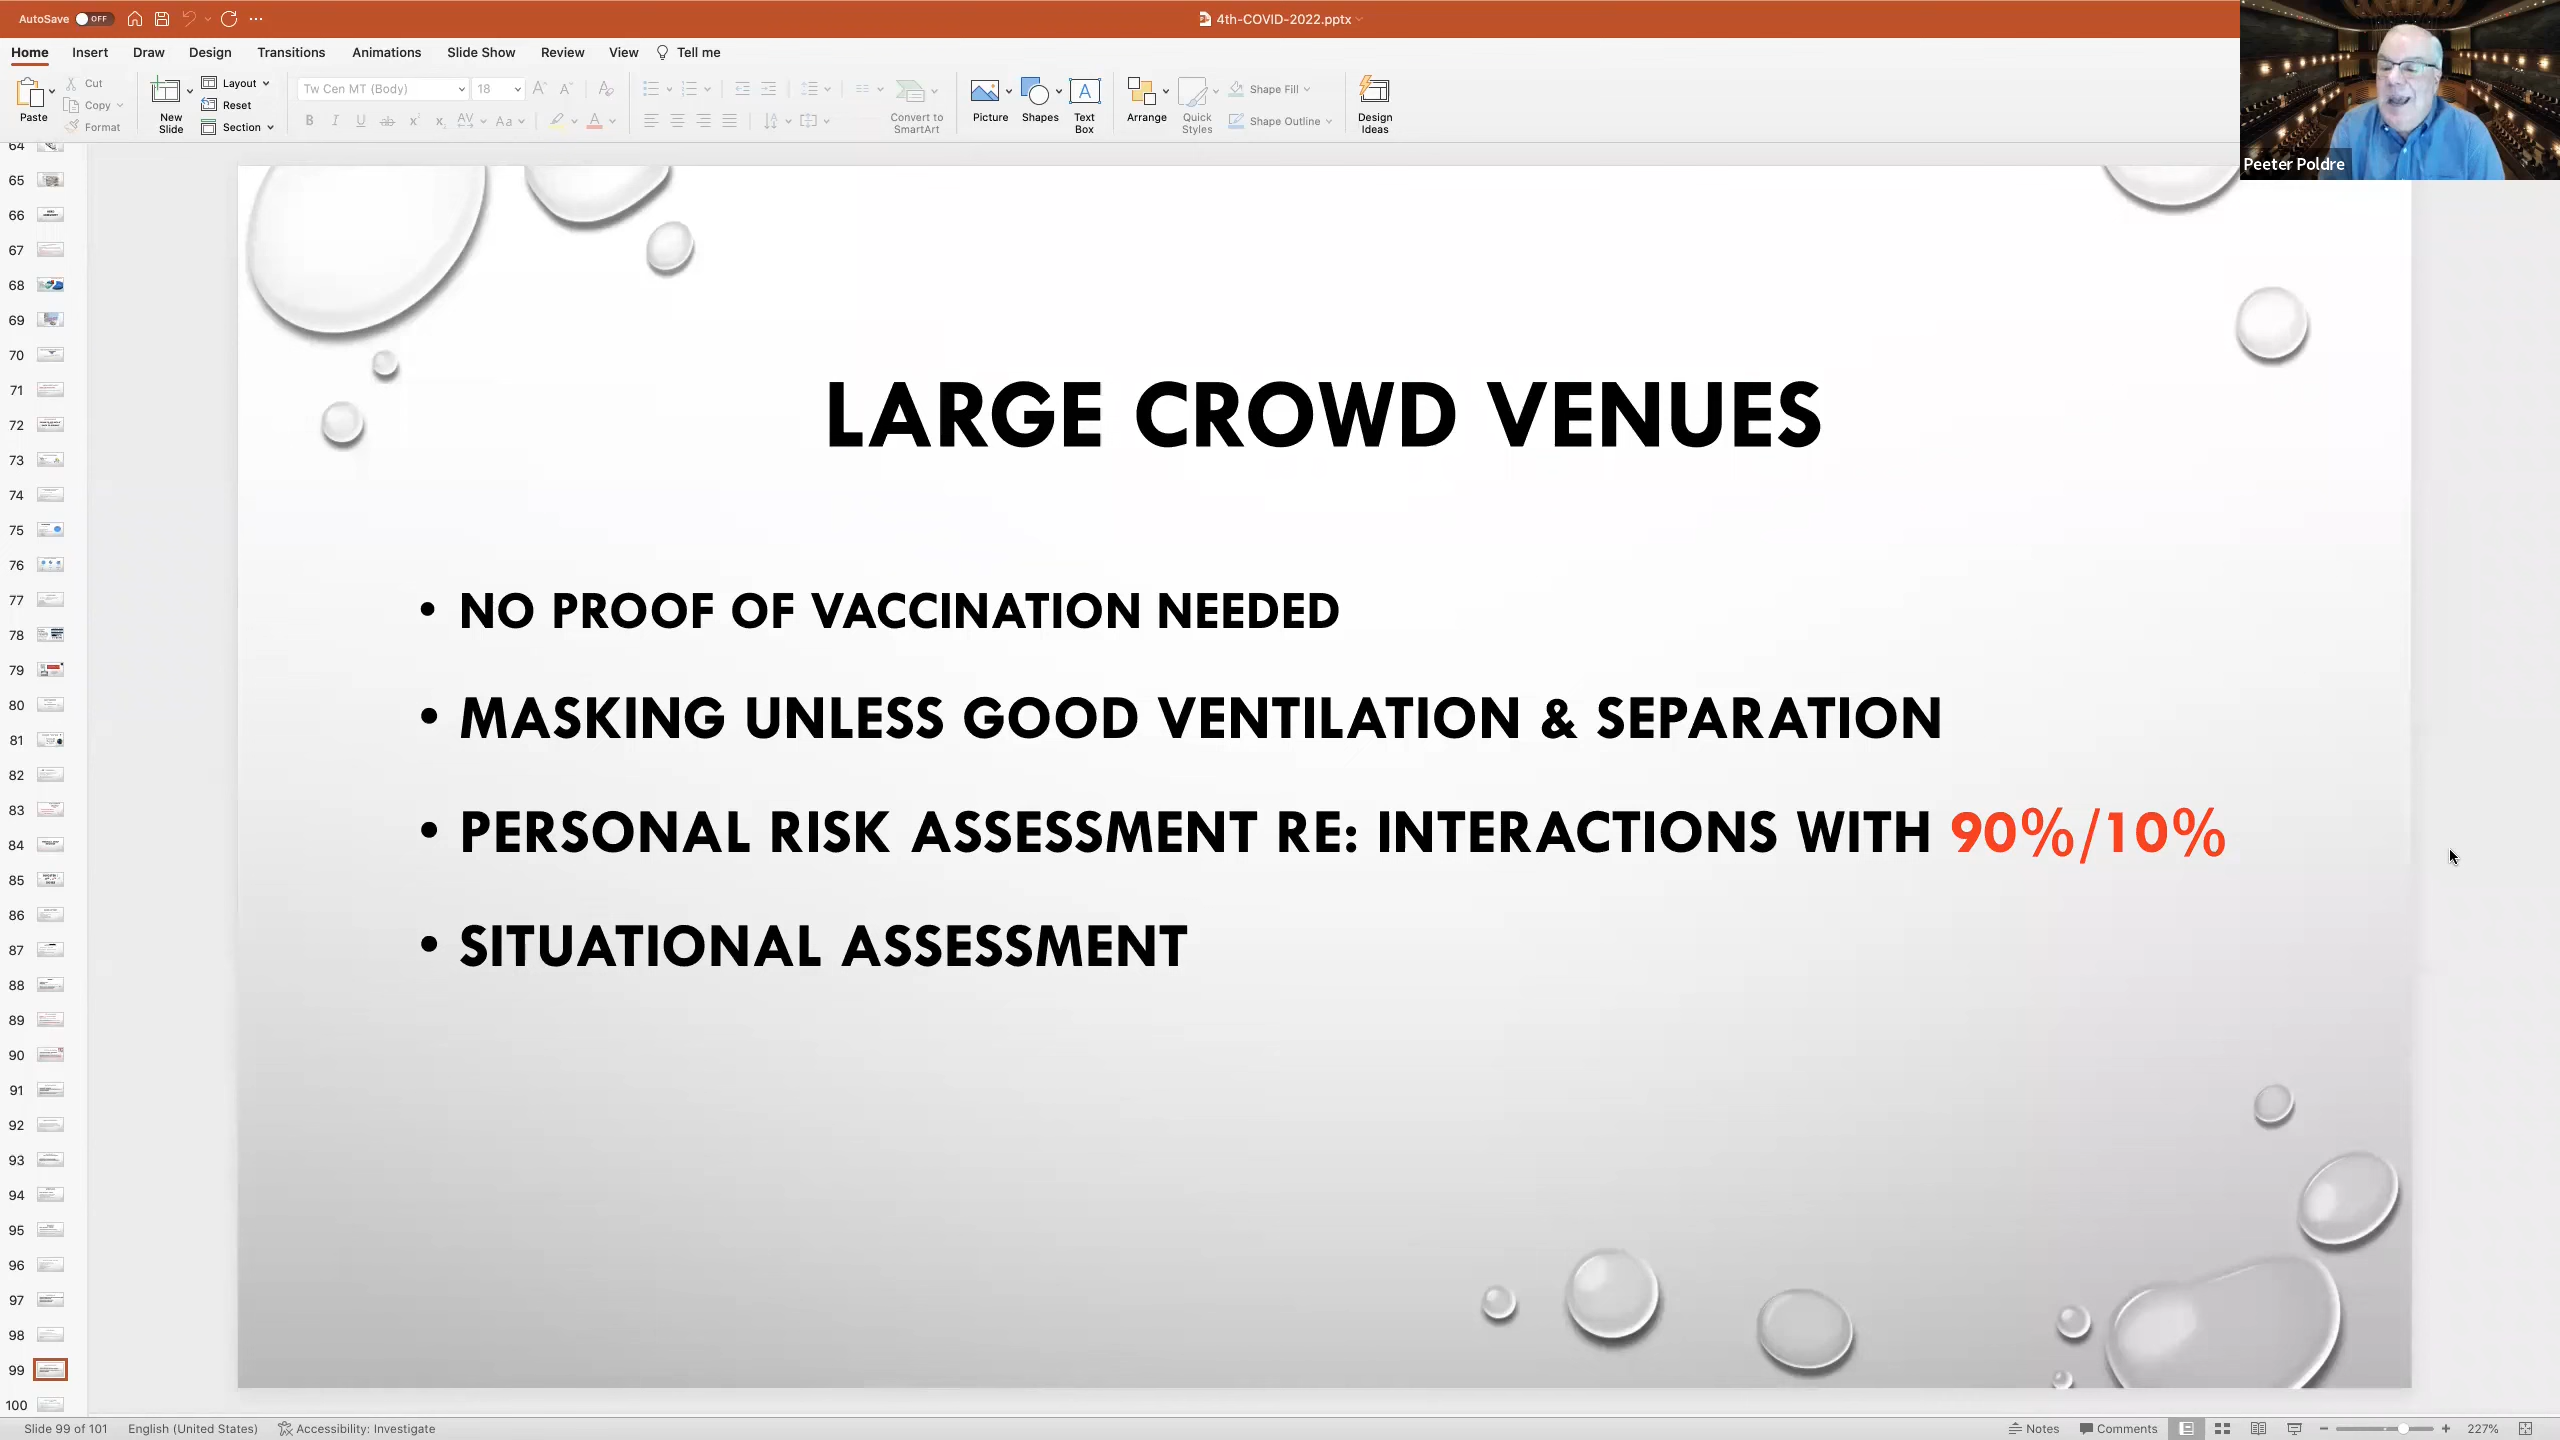 AutoSave OFF
4th-COVID-2022.pptx
Home Insert Draw Design Transitions Animations Slide Show Review View Tell me
Paste
Cut
Copy
Format
New Slide
Layout
Reset
Section
Tw Cen MT (Body) 18
Convert to SmartArt
Picture
Shapes
Text Box
Arrange
Quick Styles
Shape Fill
Shape Outline
Design Ideas
Peeter Poldre
64
65
66
67
68
69
70
71
72
73
74
75
76
77
78
79
80
81
82
83
84
85
86
87
88
89
90
91
92
93
94
95
96
97
98
99
100
LARGE CROWD VENUES
• NO PROOF OF VACCINATION NEEDED
• MASKING UNLESS GOOD VENTILATION & SEPARATION
• PERSONAL RISK ASSESSMENT RE: INTERACTIONS WITH 90%/10%
• SITUATIONAL ASSESSMENT
Slide 99 of 101 English (United States) Accessibility: Investigate
Notes Comments 227%